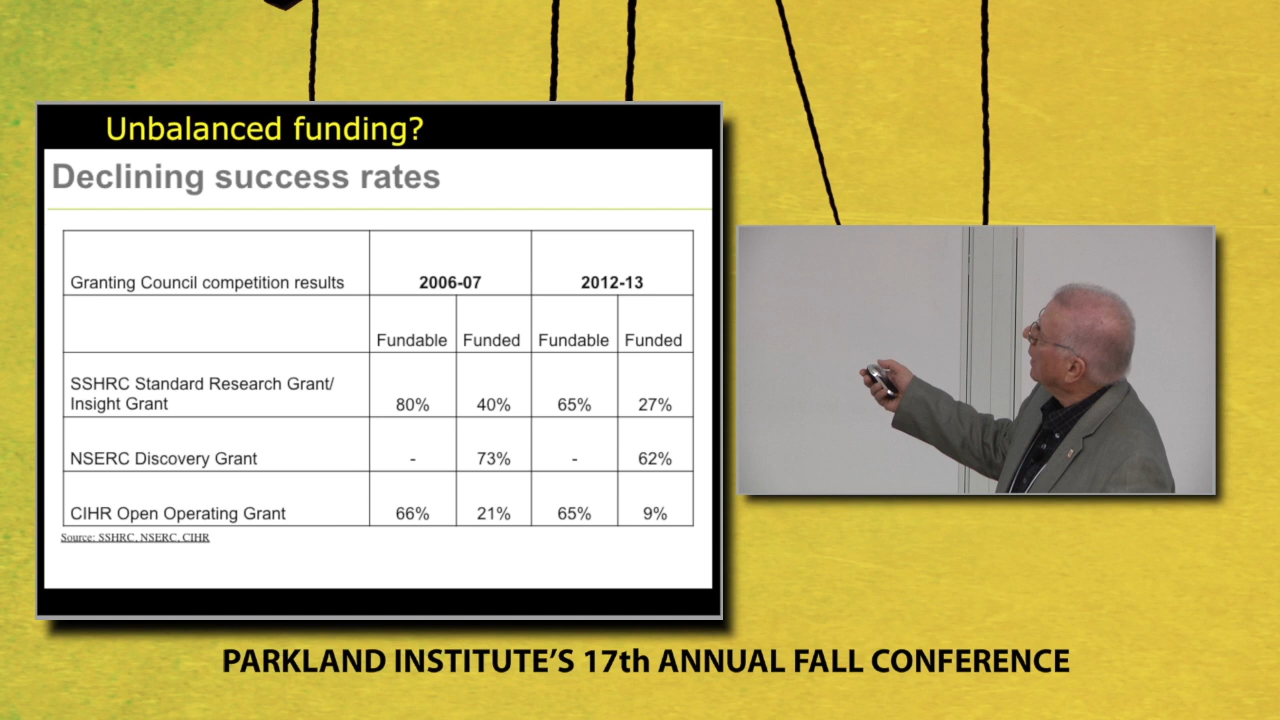 Unbalanced funding?
Declining success rates
Granting Council competition results 2006-07 2012-13
Fundable Funded Fundable Funded
SSHRC Standard Research Grant/
Insight Grant 80% 40% 65% 27%
NSERC Discovery Grant - 73% - 62%
CIHR Open Operating Grant 66% 21% 65% 9%
Source: SSHRC, NSERC, CIHR
PARKLAND INSTITUTE'S 17th ANNUAL FALL CONFERENCE